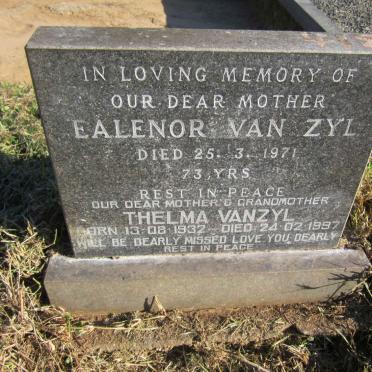 IN LOVING MEMORY OF
OUR DEAR MOTHER
EALENOR VAN ZYL
DIED 25. 3. 1971
73 YRS
REST IN PEACE
OUR DEAR MOTHER & GRANDMOTHER
THELMA VANZYL
BORN 13·08·1932 - DIED 24·02·1997
WILL BE DEARLY MISSED LOVE YOU DEARLY
REST IN PEACE